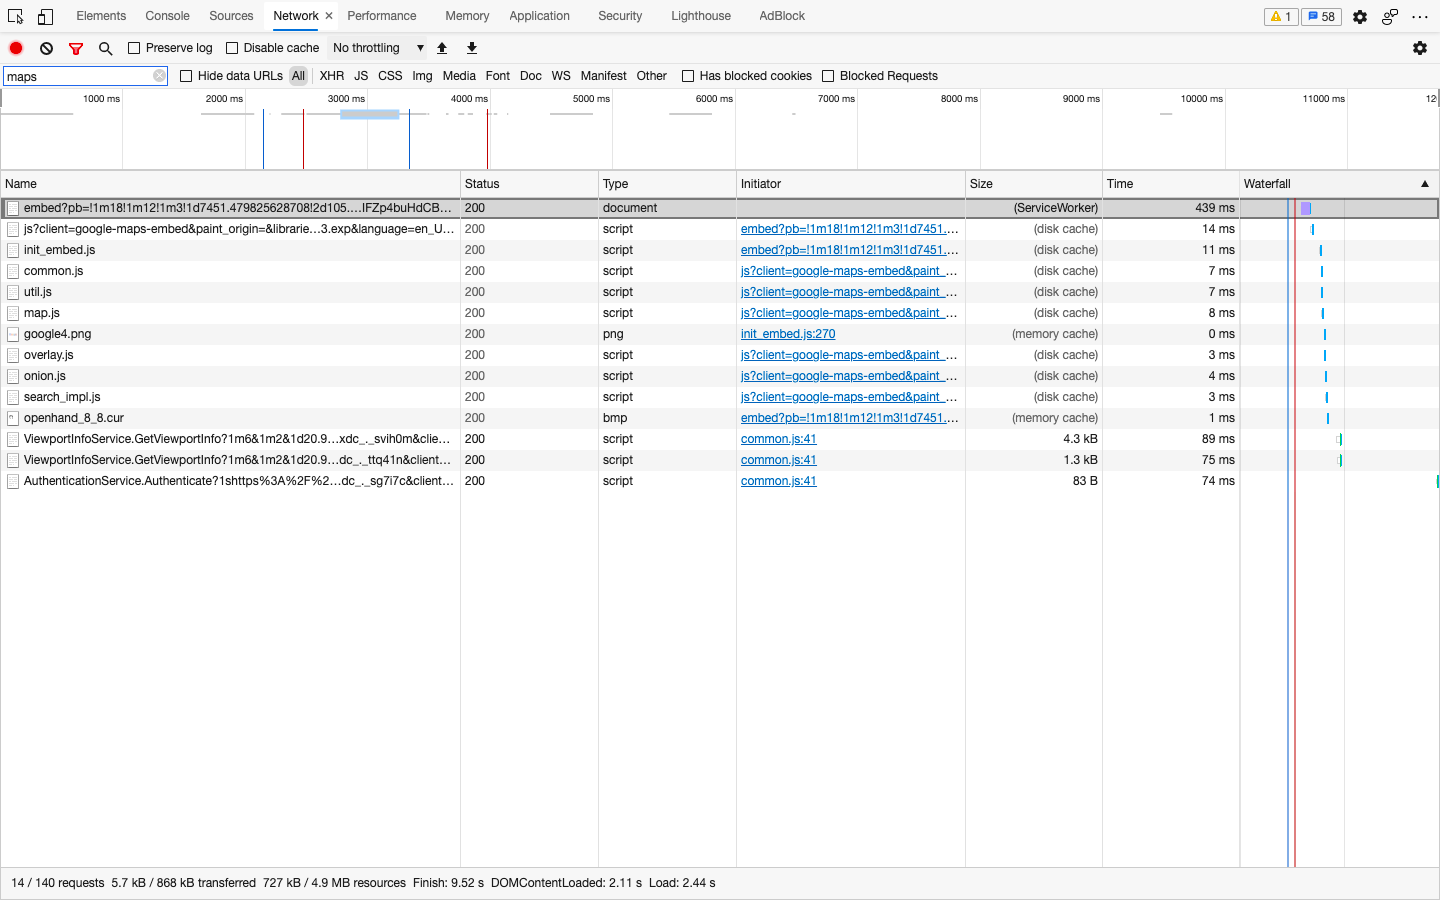 Elements Console Sources Network × Performance Memory Application Security Lighthouse AdBlock 1 58
Preserve log Disable cache No throttling ▼
maps Hide data URLs All XHR JS CSS Img Media Font Doc WS Manifest Other Has blocked cookies Blocked Requests
1000 ms 2000 ms 3000 ms 4000 ms 5000 ms 6000 ms 7000 ms 8000 ms 9000 ms 10000 ms 11000 ms 12
Name Status Type Initiator Size Time Waterfall ▲
embed?pb=!1m18!1m12!1m3!1d7451.479825628708!2d105.…IFZp4buHdCB… 200 document (ServiceWorker) 439 ms
js?client=google-maps-embed&paint_origin=&librarie…3.exp&language=en_U… 200 script embed?pb=!1m18!1m12!1m3!1d7451.… (disk cache) 14 ms
init_embed.js 200 script embed?pb=!1m18!1m12!1m3!1d7451.… (disk cache) 11 ms
common.js 200 script js?client=google-maps-embed&paint_… (disk cache) 7 ms
util.js 200 script js?client=google-maps-embed&paint_… (disk cache) 7 ms
map.js 200 script js?client=google-maps-embed&paint_… (disk cache) 8 ms
google4.png 200 png init_embed.js:270 (memory cache) 0 ms
overlay.js 200 script js?client=google-maps-embed&paint_… (disk cache) 3 ms
onion.js 200 script js?client=google-maps-embed&paint_… (disk cache) 4 ms
search_impl.js 200 script js?client=google-maps-embed&paint_… (disk cache) 3 ms
openhand_8_8.cur 200 bmp embed?pb=!1m18!1m12!1m3!1d7451.… (memory cache) 1 ms
ViewportInfoService.GetViewportInfo?1m6&1m2&1d20.9…xdc_._svih0m&clie… 200 script common.js:41 4.3 kB 89 ms
ViewportInfoService.GetViewportInfo?1m6&1m2&1d20.9…dc_._ttq41n&client… 200 script common.js:41 1.3 kB 75 ms
AuthenticationService.Authenticate?1shttps%3A%2F%2…dc_._sg7i7c&client… 200 script common.js:41 83 B 74 ms
14 / 140 requests 5.7 kB / 868 kB transferred 727 kB / 4.9 MB resources Finish: 9.52 s DOMContentLoaded: 2.11 s Load: 2.44 s